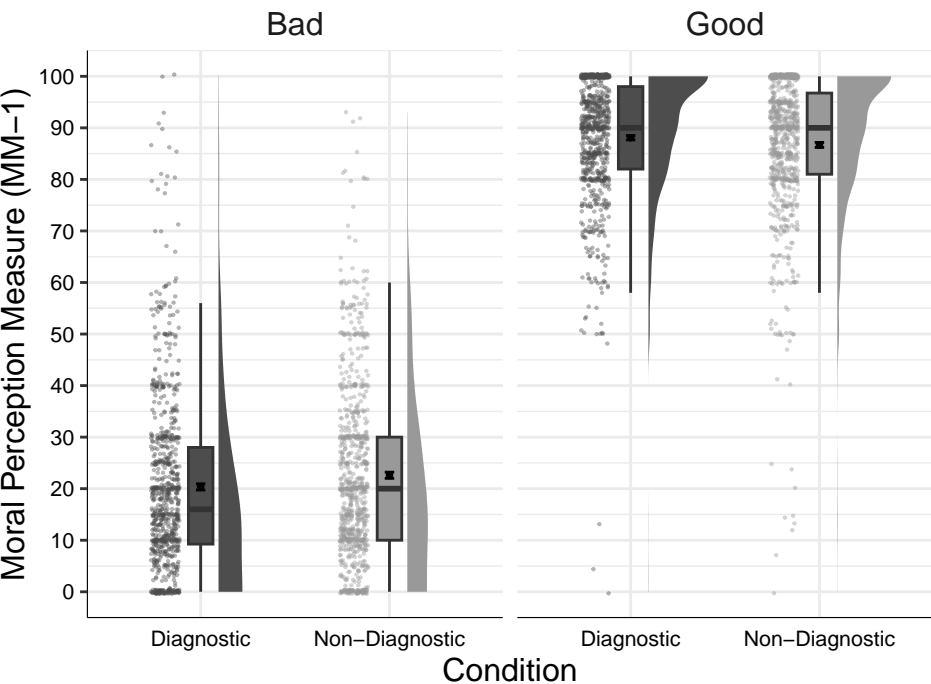 Bad
Good
Moral Perception Measure (MM−1)
100
90
80
70
60
50
40
30
20
10
0
Diagnostic
Non−Diagnostic
Diagnostic
Non−Diagnostic
Condition